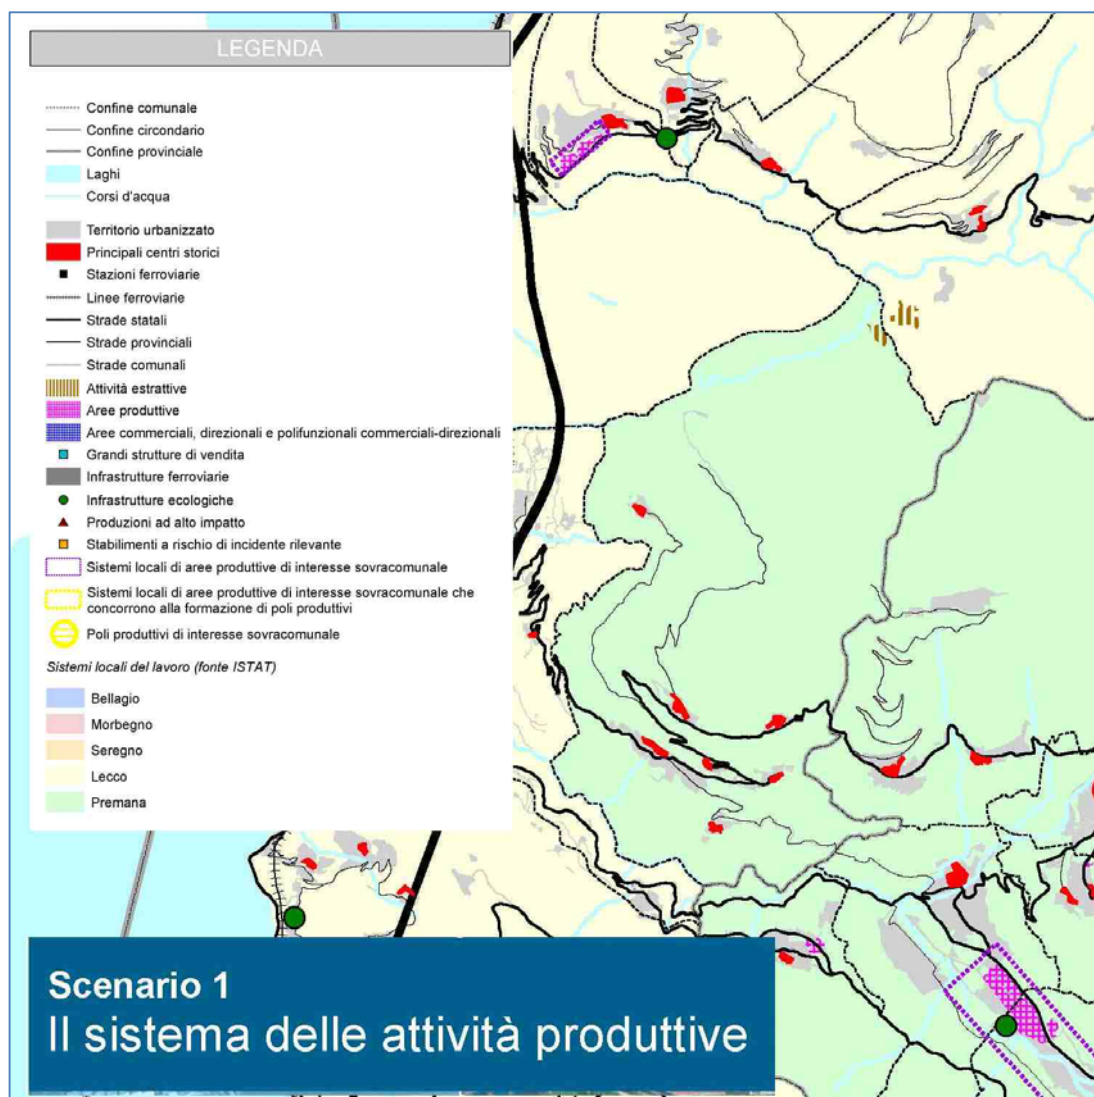 LEGENDA
Confine comunale
Confine circondario
Confine provinciale
Laghi
Corsi d'acqua
Territorio urbanizzato
Principali centri storici
Stazioni ferroviarie
Linee ferroviarie
Strade statali
Strade provinciali
Strade comunali
Attività estrattive
Aree produttive
Aree commerciali, direzionali e polifunzionali commerciali-direzionali
Grandi strutture di vendita
Infrastrutture ferroviarie
Infrastrutture ecologiche
Produzioni ad alto impatto
Stabilimenti a rischio di incidente rilevante
Sistemi locali di aree produttive di interesse sovracomunale
Sistemi locali di aree produttive di interesse sovracomunale che
concorrono alla formazione di poli produttivi
Poli produttivi di interesse sovracomunale
Sistemi locali del lavoro (fonte ISTAT)
Bellagio
Morbegno
Seregno
Lecco
Premana
Scenario 1
Il sistema delle attività produttive